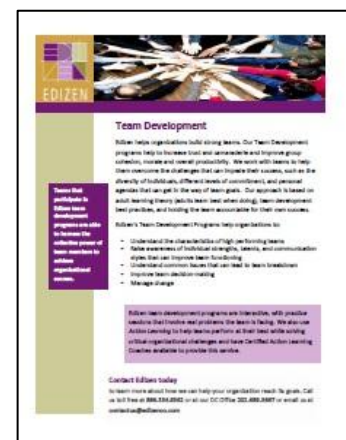 EDIZEN
Team Development
Edizen helps organizations build strong teams. Our Team Development
programs help to increase trust and camaraderie and improve group
cohesion, morale and overall productivity. We work with teams to help
them overcome the challenges that can impede their success, such as the
diversity of individuals, different levels of commitment, and personal
agendas that can get in the way of team goals. Our approach is based on
adult learning theory (adults learn best when doing), team development
best practices, and holding the team accountable for their own success.
Teams that
participate in
Edizen team
development
programs are able
to harness the
collective power of
team members to
achieve
organizational
success.
Edizen's Team Development Programs help organizations to:
• Understand the characteristics of high performing teams
• Raise awareness of individual strengths, talents, and communication
styles that can improve team functioning
• Understand common issues that can lead to team breakdown
• Improve team decision-making
• Manage change
Edizen team development programs are interactive, with practice
sessions that involve real problems the team is facing. We also use
Action Learning to help teams perform at their best while solving
critical organizational challenges and have Certified Action Learning
Coaches available to provide this service.
Contact Edizen today
to learn more about how we can help your organization reach its goals. Call
us toll free at or at our DC Office or email us at